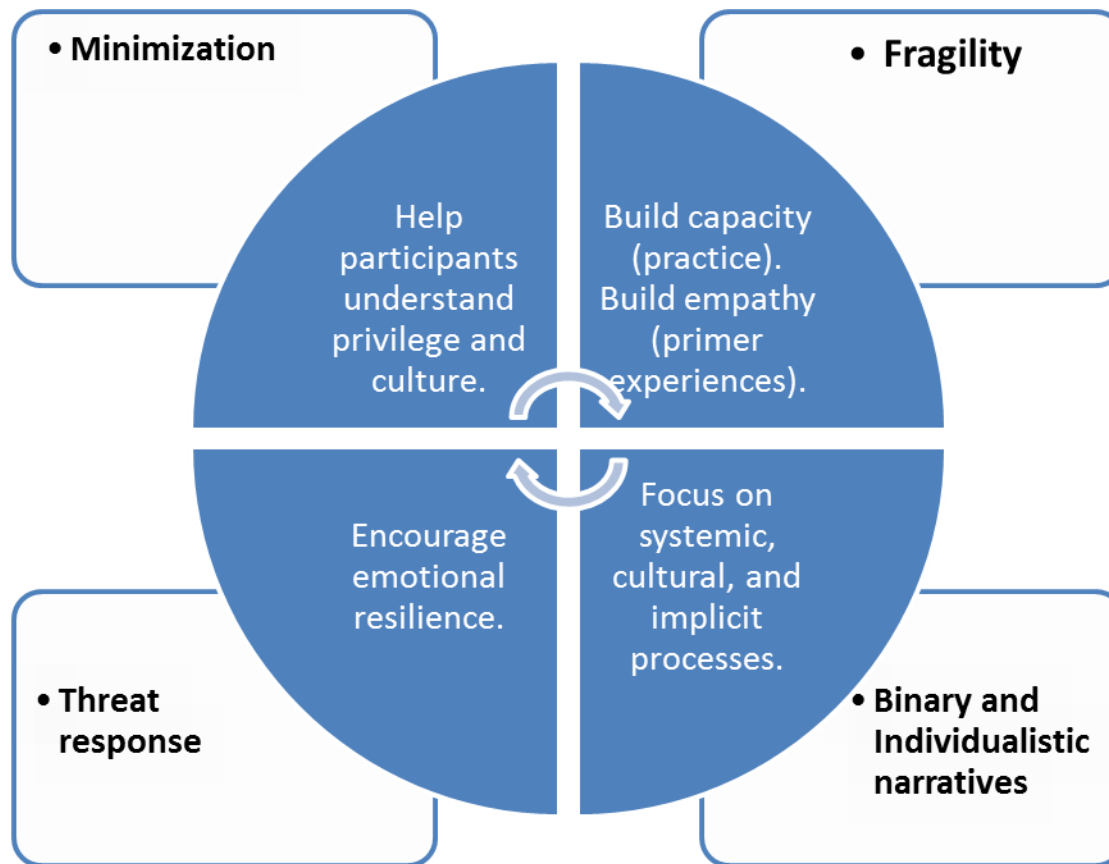 • Minimization
• Fragility
Help
participants
understand
privilege and
culture.
Build capacity
(practice).
Build empathy
(primer
experiences).
Encourage
emotional
resilience.
Focus on
systemic,
cultural, and
implicit
processes.
• Threat
response
• Binary and
Individualistic
narratives